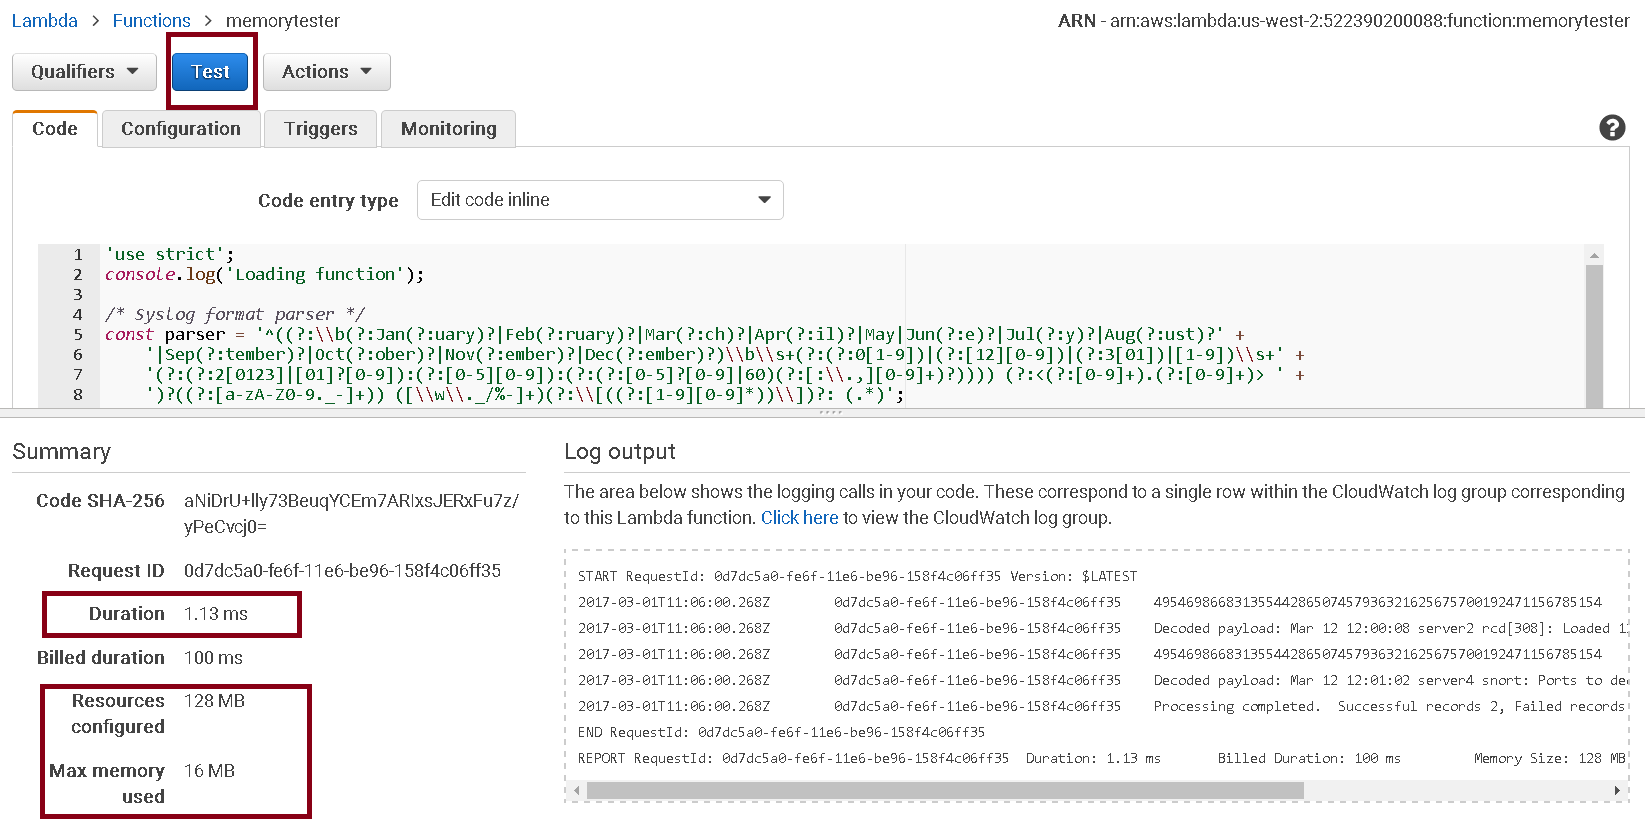 Lambda > Functions > memorytester
ARN - arn:aws:lambda:us-west-2:522390200088:function:memorytester
Qualifiers Test Actions
Code Configuration Triggers Monitoring
?
Code entry type Edit code inline
1 'use strict';
2 console.log('Loading function');
3
4 /* Syslog format parser */
5 const parser = '^((?:\\b(?:Jan(?:uary)?|Feb(?:ruary)?|Mar(?:ch)?|Apr(?:il)?|May|Jun(?:e)?|Jul(?:y)?|Aug(?:ust)?' +
6 '|Sep(?:tember)?|Oct(?:ober)?|Nov(?:ember)?|Dec(?:ember)?)\\b\\s+(?:(?:0[1-9])|(?:[12][0-9])|(?:3[01])|[1-9])\\s+' +
7 '(?:(?:2[0123]|[01]?[0-9]):(?:[0-5][0-9]):(?:(?:[0-5]?[0-9]|60)(?:[:\\.,][0-9]+)?)))) (?:<(?:[0-9]+).(?:[0-9]+)> ' +
8 ')?((?:[a-zA-Z0-9._-]+)) ([\\w\\._/%-]+)(?:\\[((?:[1-9][0-9]*))\\])?: (.*)';
Summary
Code SHA-256 aNiDrU+lly73BeuqYCEm7ARlxsJERxFu7z/
yPeCvcj0=
Request ID 0d7dc5a0-fe6f-11e6-be96-158f4c06ff35
Duration 1.13 ms
Billed duration 100 ms
Resources 128 MB
configured
Max memory 16 MB
used
Log output
The area below shows the logging calls in your code. These correspond to a single row within the CloudWatch log group corresponding
to this Lambda function. Click here to view the CloudWatch log group.
START RequestId: 0d7dc5a0-fe6f-11e6-be96-158f4c06ff35 Version: $LATEST
2017-03-01T11:06:00.268Z 0d7dc5a0-fe6f-11e6-be96-158f4c06ff35 49546986683135544286507457936321625675700192471156785154
2017-03-01T11:06:00.268Z 0d7dc5a0-fe6f-11e6-be96-158f4c06ff35 Decoded payload: Mar 12 12:00:08 server2 rcd[308]: Loaded
2017-03-01T11:06:00.268Z 0d7dc5a0-fe6f-11e6-be96-158f4c06ff35 49546986683135544286507457936321625675700192471156785154
2017-03-01T11:06:00.268Z 0d7dc5a0-fe6f-11e6-be96-158f4c06ff35 Decoded payload: Mar 12 12:01:02 server4 snort: Ports to
2017-03-01T11:06:00.268Z 0d7dc5a0-fe6f-11e6-be96-158f4c06ff35 Processing completed. Successful records 2, Failed records
END RequestId: 0d7dc5a0-fe6f-11e6-be96-158f4c06ff35
REPORT RequestId: 0d7dc5a0-fe6f-11e6-be96-158f4c06ff35 Duration: 1.13 ms Billed Duration: 100 ms Memory Size: 128 MB